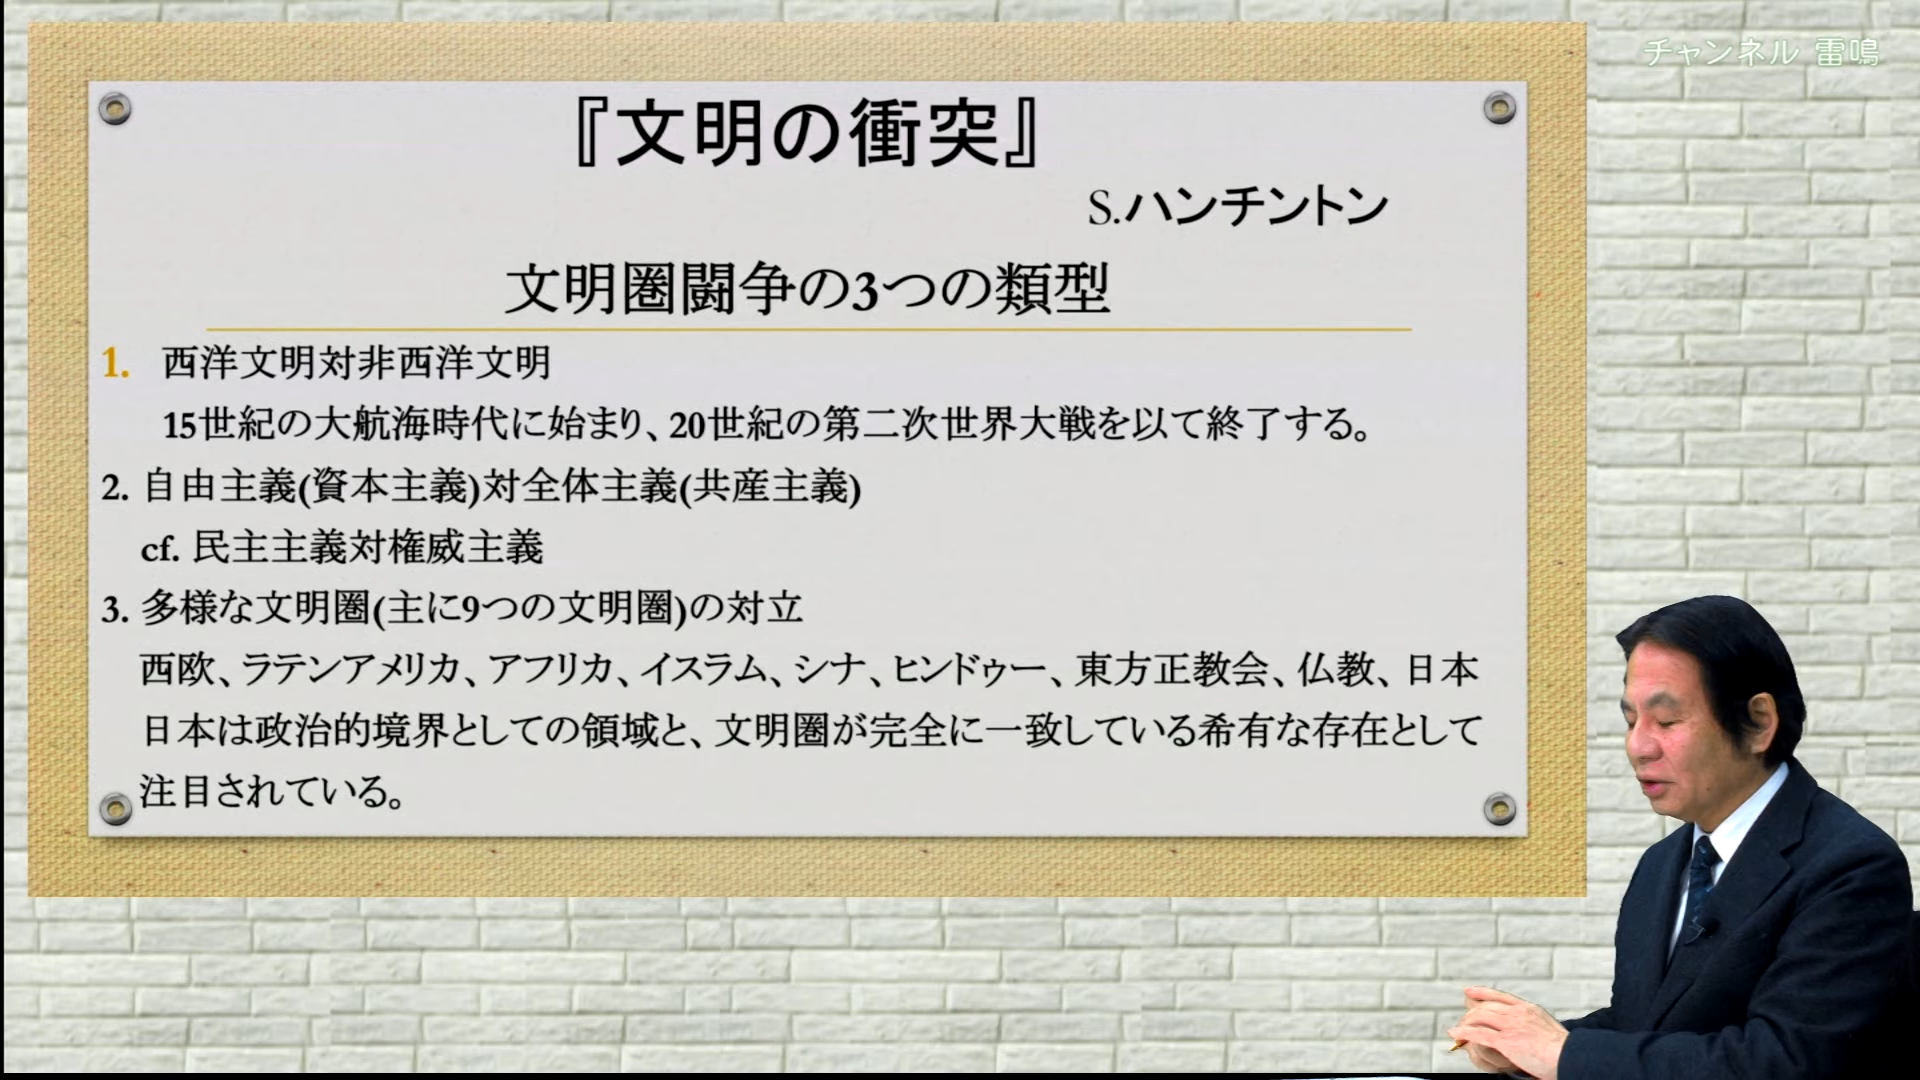 チャンネル 雷鳴
『文明の衝突』
S.ハンチントン
文明圏闘争の3つの類型
1. 西洋文明対非西洋文明
15世紀の大航海時代に始まり、20世紀の第二次世界大戦を以て終了する。
2. 自由主義(資本主義)対全体主義(共産主義)
cf. 民主主義対権威主義
3. 多様な文明圏(主に9つの文明圏)の対立
西欧、ラテンアメリカ、アフリカ、イスラム、シナ、ヒンドゥー、東方正教会、仏教、日本
日本は政治的境界としての領域と、文明圏が完全に一致している希有な存在として
注目されている。